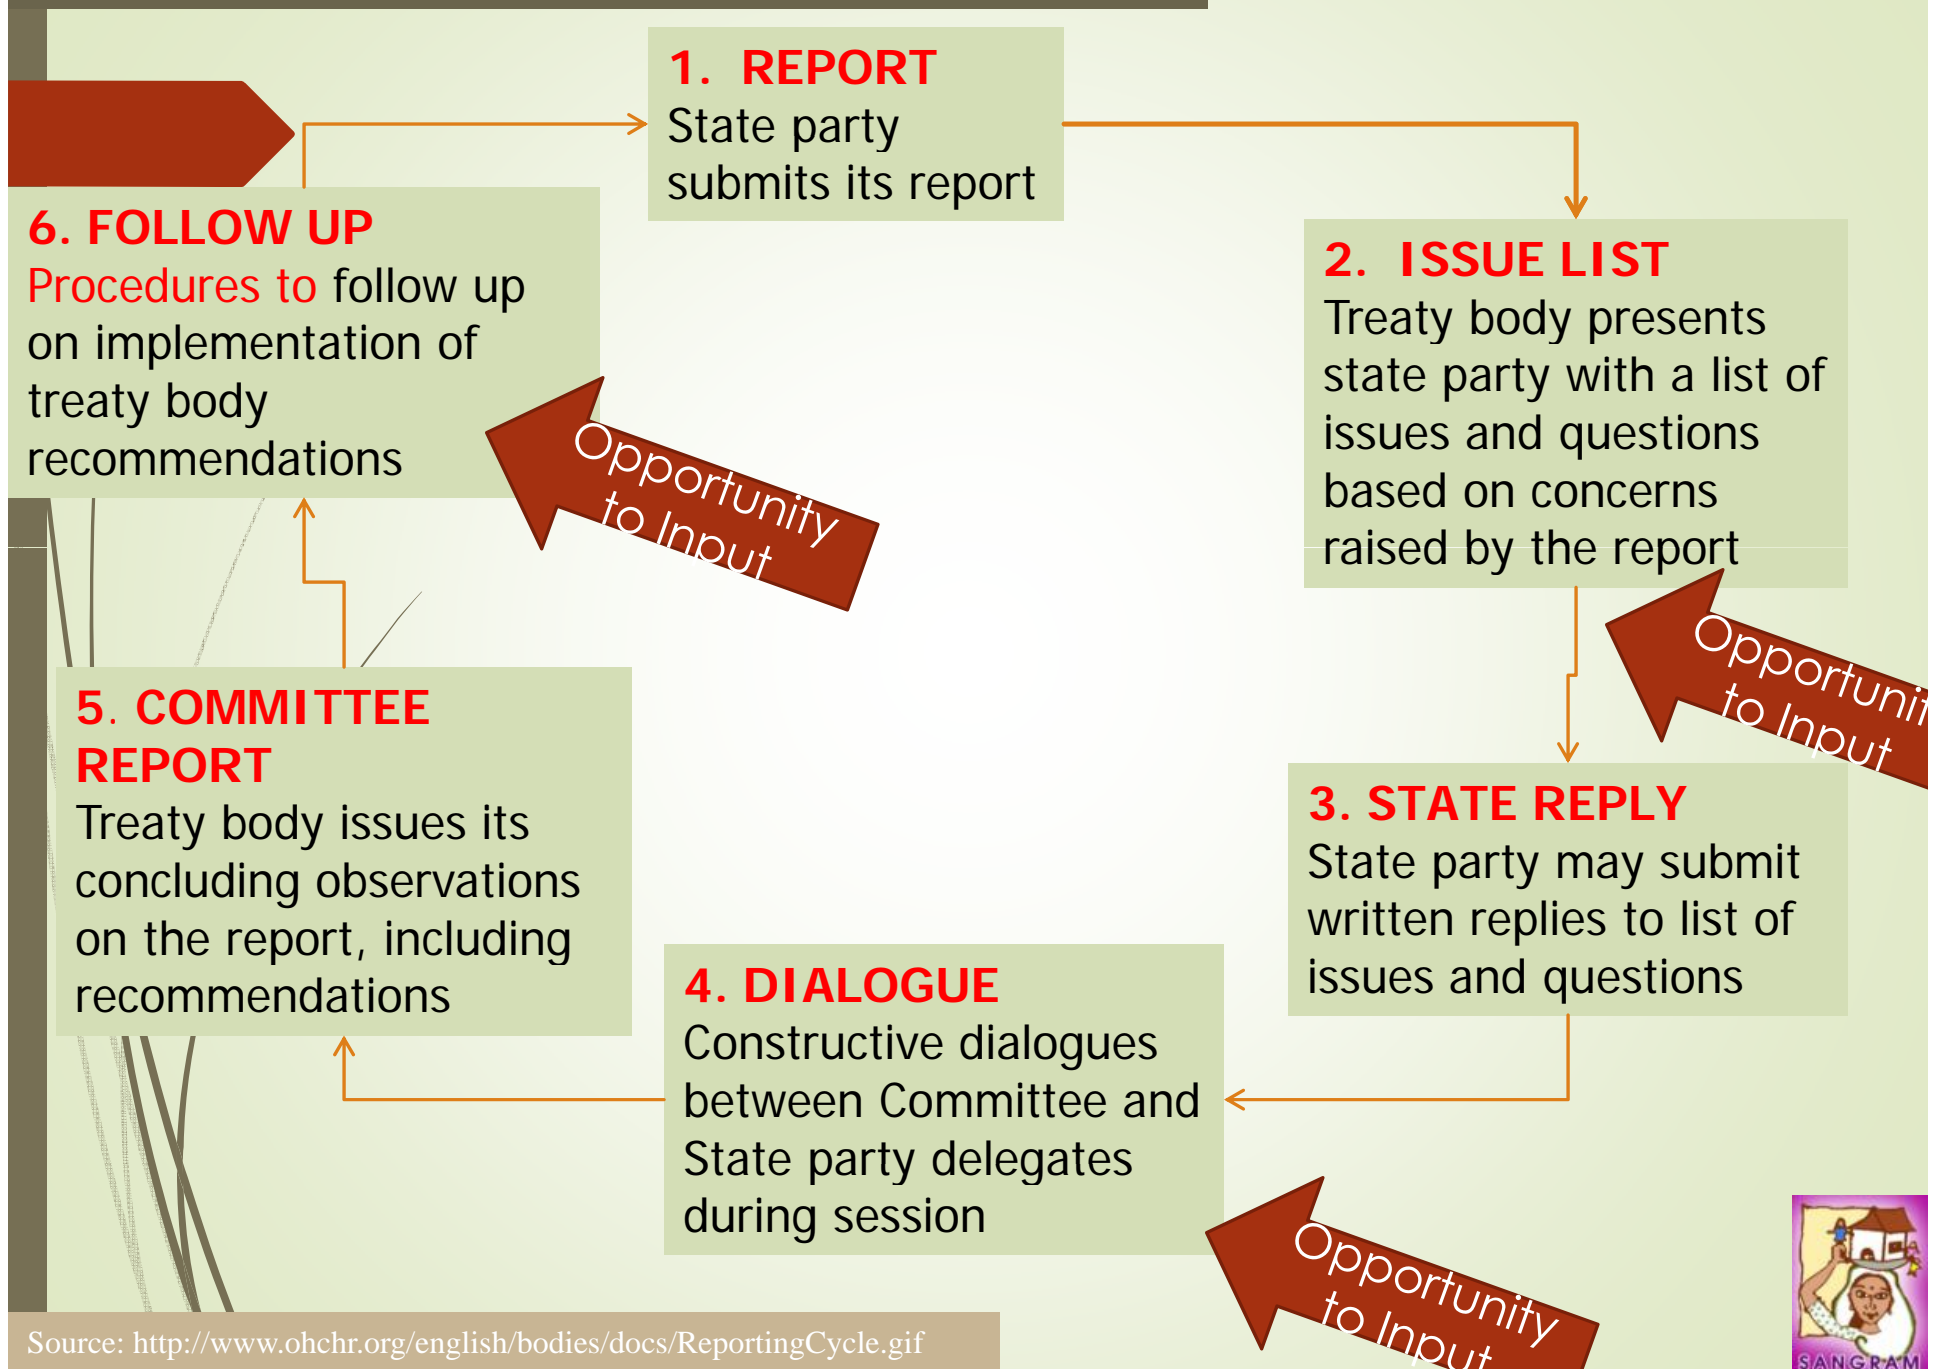 1. REPORT
State party
submits its report
2. ISSUE LIST
Treaty body presents
state party with a list of
issues and questions
based on concerns
raised by the report
Opportunit
to Input
3. STATE REPLY
State party may submit
written replies to list of
issues and questions
4. DIALOGUE
Constructive dialogues
between Committee and
State party delegates
during session
Opportunity
to Input
5. COMMITTEE
REPORT
Treaty body issues its
concluding observations
on the report, including
recommendations
6. FOLLOW UP
Procedures to follow up
on implementation of
treaty body
recommendations
Opportunity
to Input
Source: http://www.ohchr.org/english/bodies/docs/ReportingCycle.gif
SANGRAM